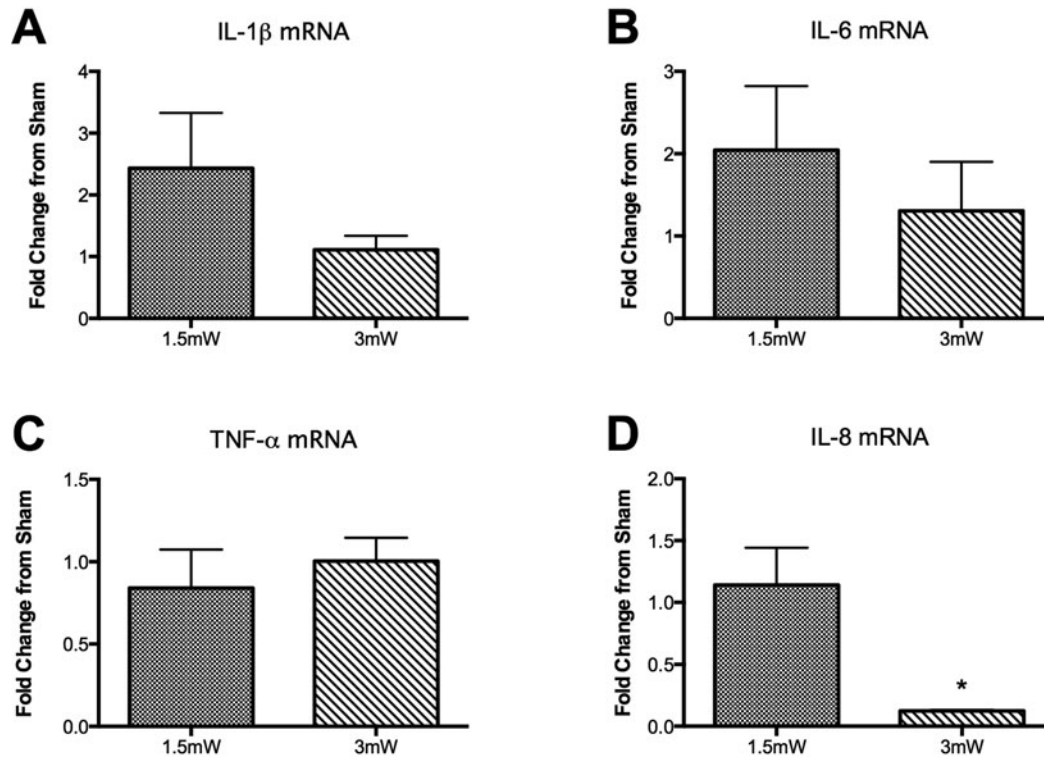 A
IL-1β mRNA
Fold Change from Sham
4
3
2
1
0
1.5mW
3mW
B
IL-6 mRNA
Fold Change from Sham
3
2
1
0
1.5mW
3mW
C
TNF-α mRNA
Fold Change from Sham
1.5
1.0
0.5
0.0
1.5mW
3mW
D
IL-8 mRNA
Fold Change from Sham
2.0
1.5
1.0
0.5
0.0
*
1.5mW
3mW